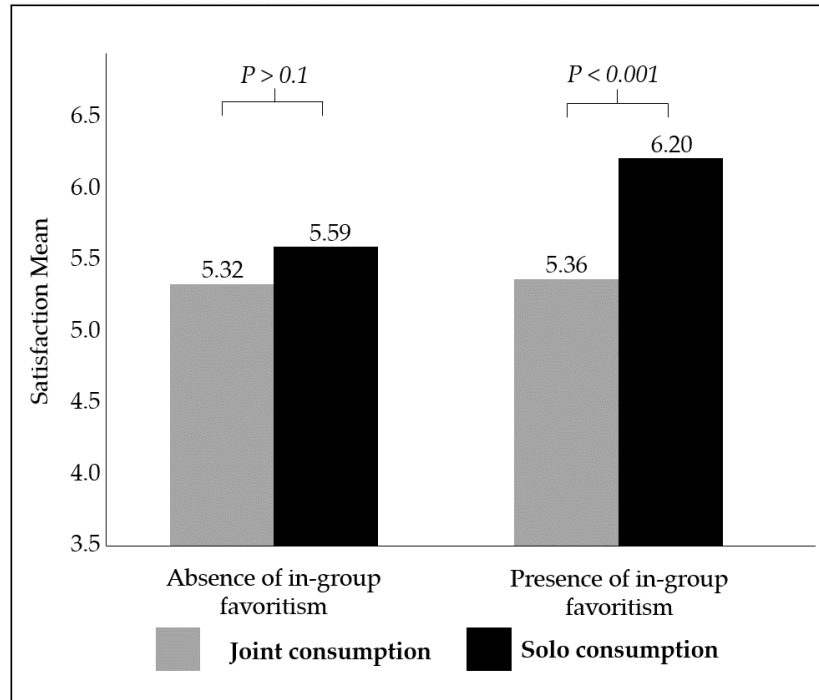 P > 0.1
P < 0.001
Satisfaction Mean
6.5
6.0
5.5
5.0
4.5
4.0
3.5
5.32
5.59
5.36
6.20
Absence of in-group
favoritism
Presence of in-group
favoritism
Joint consumption
Solo consumption